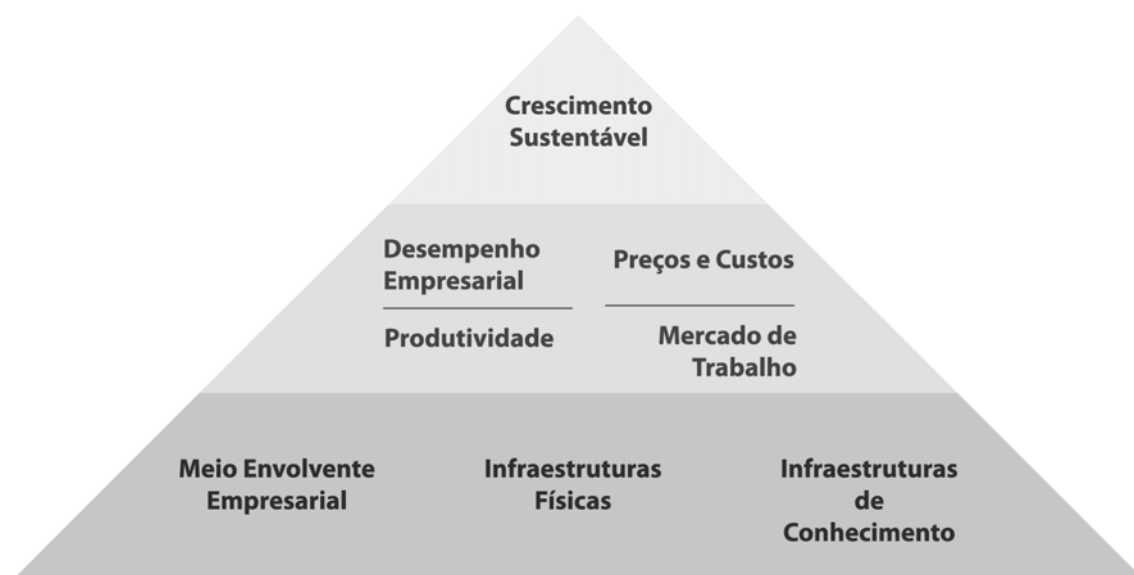 Crescimento
Sustentável
Desempenho
Empresarial
Preços e Custos
Produtividade
Mercado de
Trabalho
Meio Envolvente
Empresarial
Infraestruturas
Físicas
Infraestruturas
de
Conhecimento